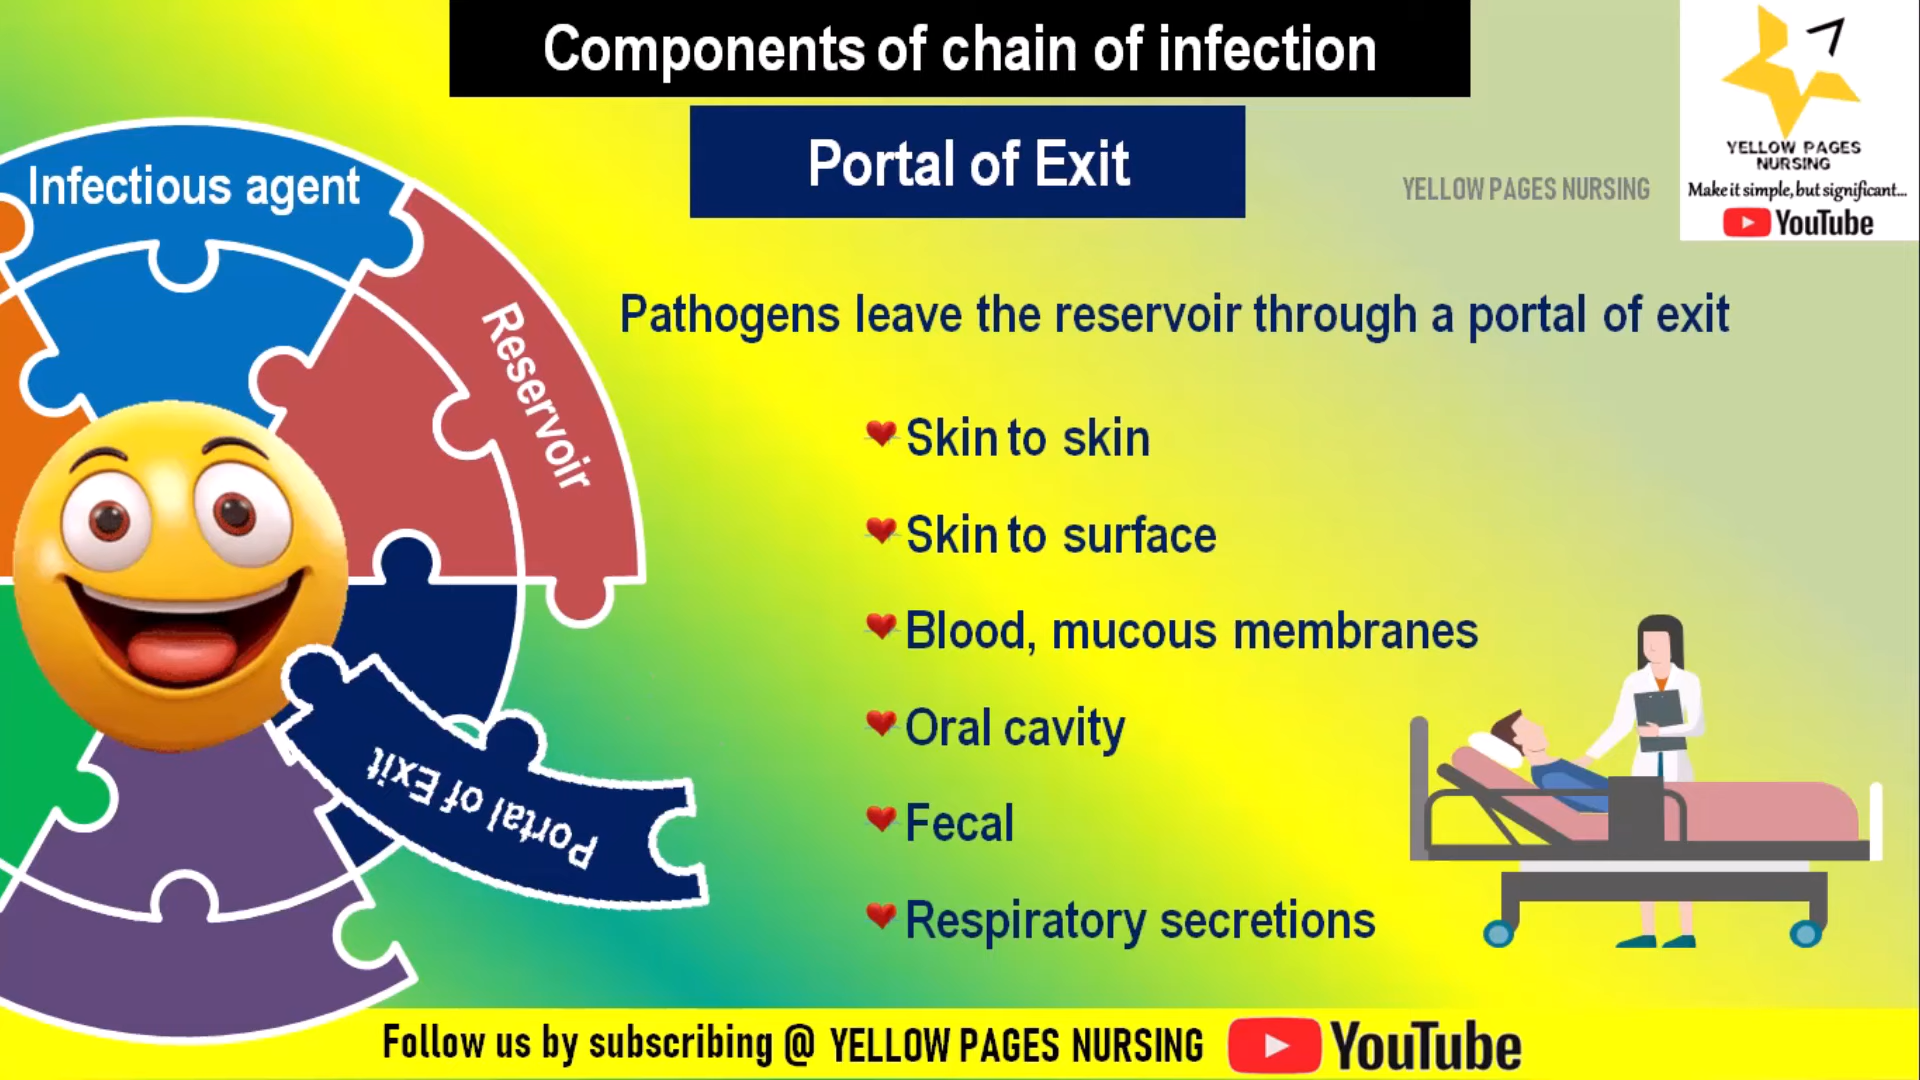 Components of chain of infection
Portal of Exit
YELLOW PAGES NURSING
YELLOW PAGES
NURSING
Make it simple, but significant...
YouTube
Infectious agent
Reservoir
Portal of Exit
Pathogens leave the reservoir through a portal of exit
Skin to skin
Skin to surface
Blood, mucous membranes
Oral cavity
Fecal
Respiratory secretions
Follow us by subscribing @ YELLOW PAGES NURSING YouTube